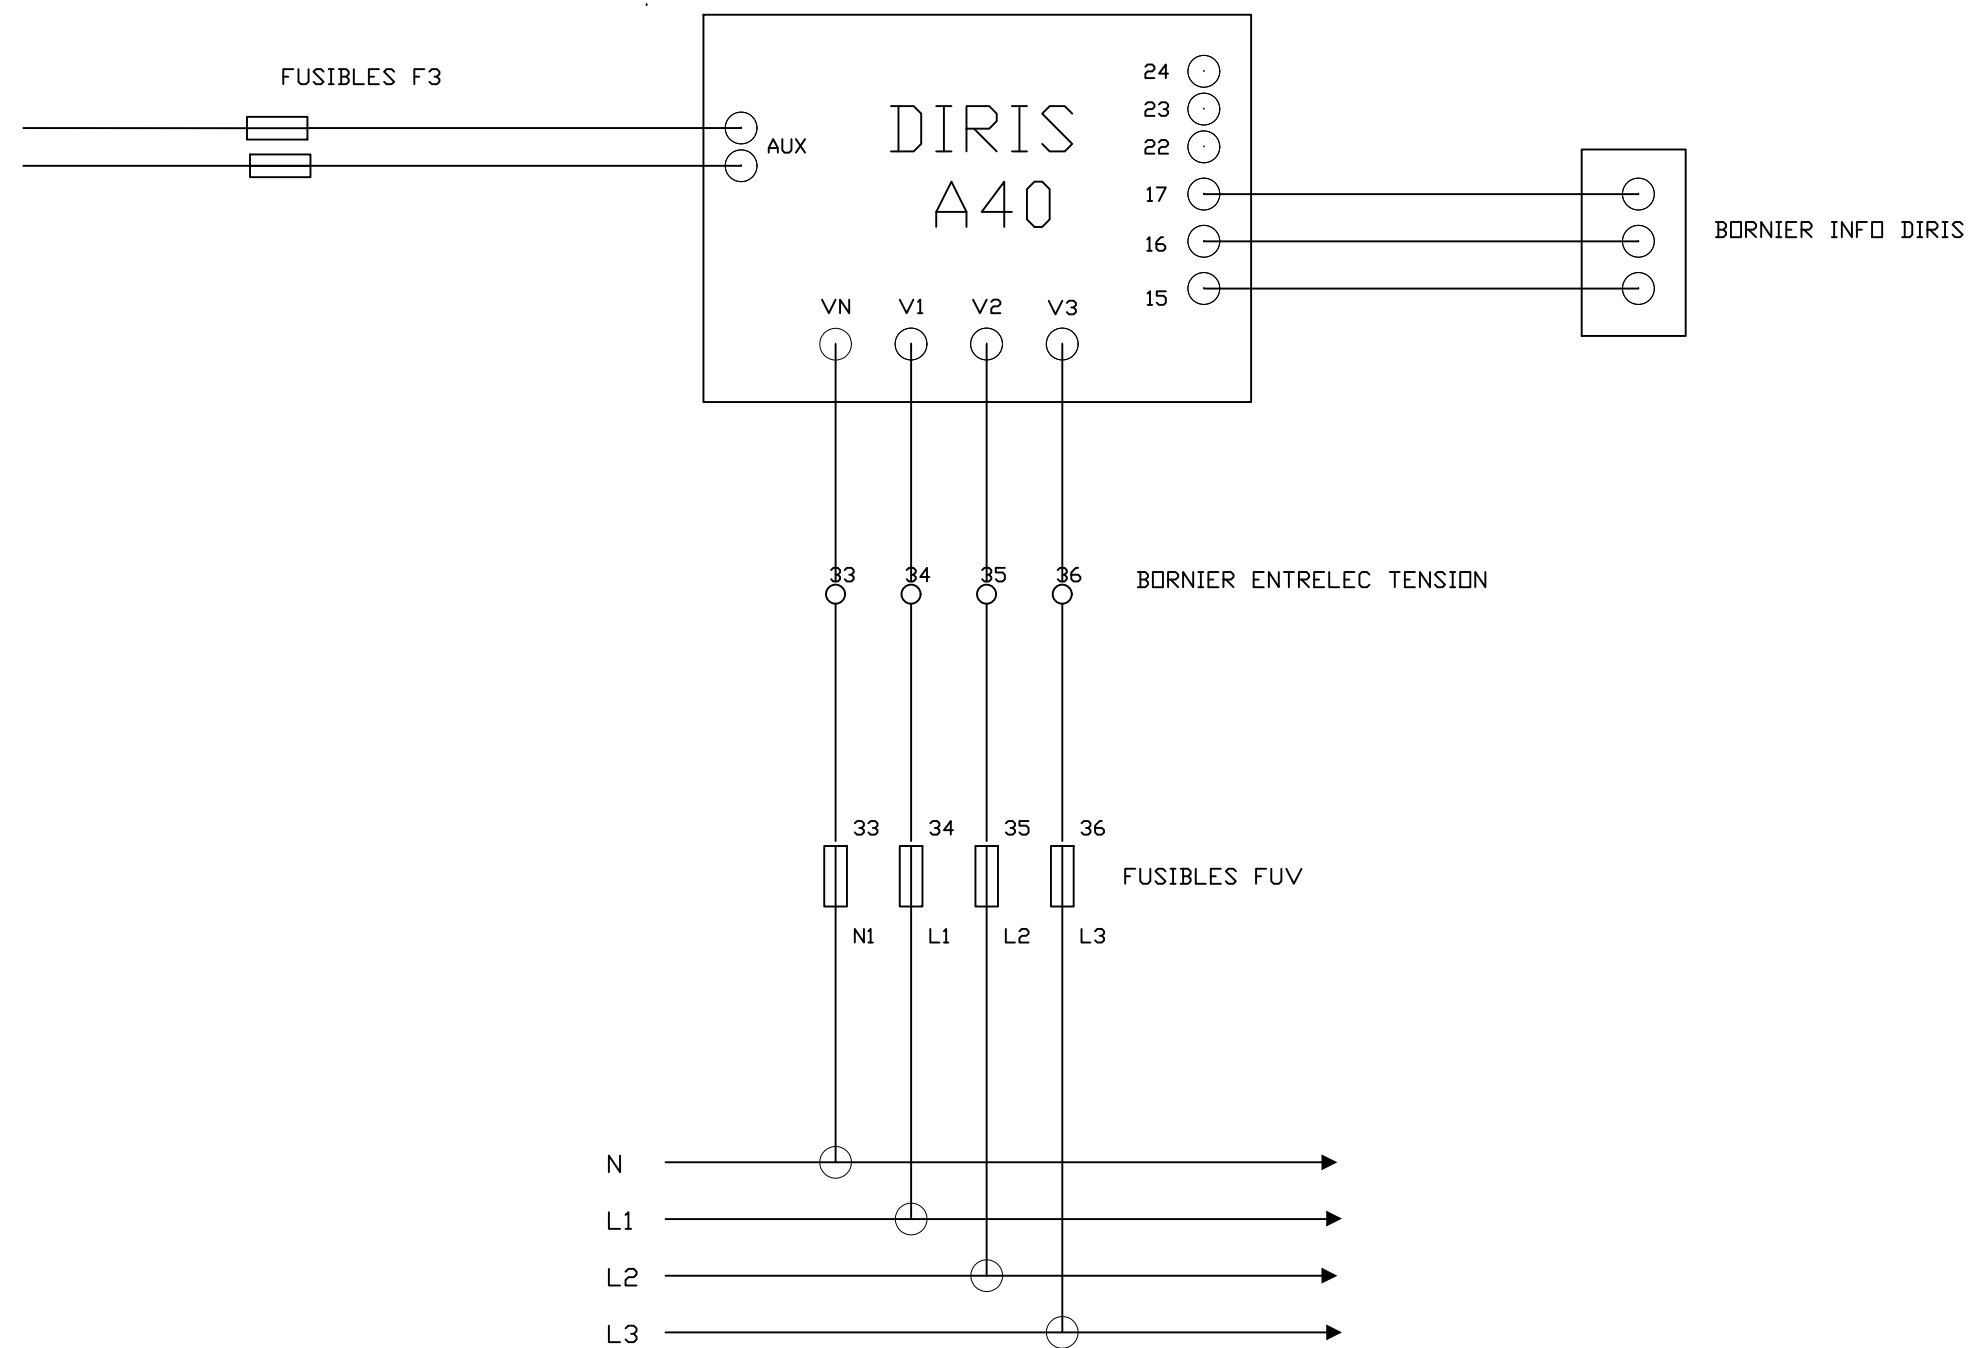 FUSIBLES F3
AUX
DIRIS
A40
24
23
22
17
16
15
BORNIER INFO DIRIS
VN V1 V2 V3
33 34 35 36
BORNIER ENTRELEC TENSION
33 34 35 36
FUSIBLES FUV
N1 L1 L2 L3
N
L1
L2
L3